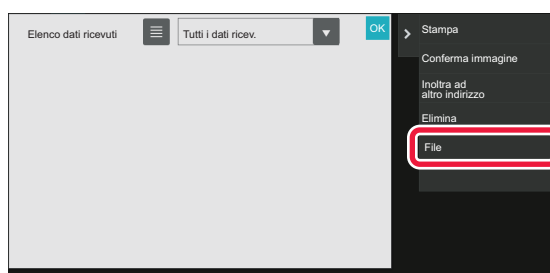 Elenco dati ricevuti
Tutti i dati ricev.
OK
Stampa
Conferma immagine
Inoltra ad
altro indirizzo
Elimina
File